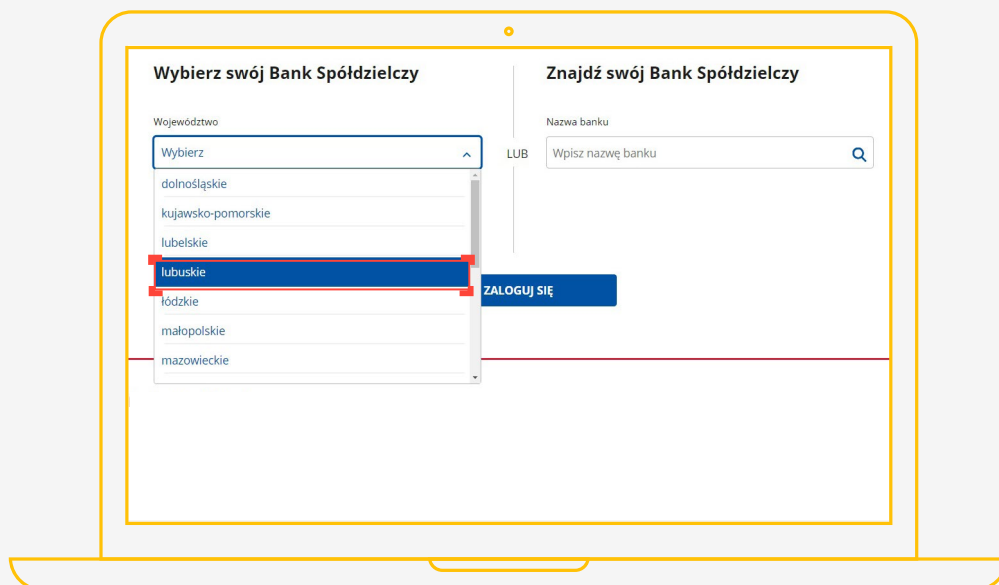 Wybierz swój Bank Spółdzielczy
Województwo
Wybierz
dolnośląskie
kujawsko-pomorskie
lubelskie
lubuskie
łódzkie
małopolskie
mazowieckie
LUB
Znajdź swój Bank Spółdzielczy
Nazwa banku
Wpisz nazwę banku
ZALOGUJ SIĘ